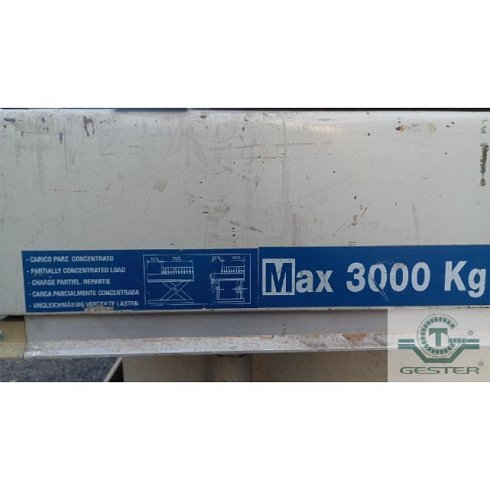 - CARICO PARZ. CONCENTRATO
- PARTIALLY CONCENTRATED LOAD
- CHARGE PARTIEL. REPARTIE
- CARGA PARCIALMENTE CONCENTRADA
- UNGLEICHMÄSSIG VERTEILTE LASTEN
Max 3000 Kg
T
GESTER
®